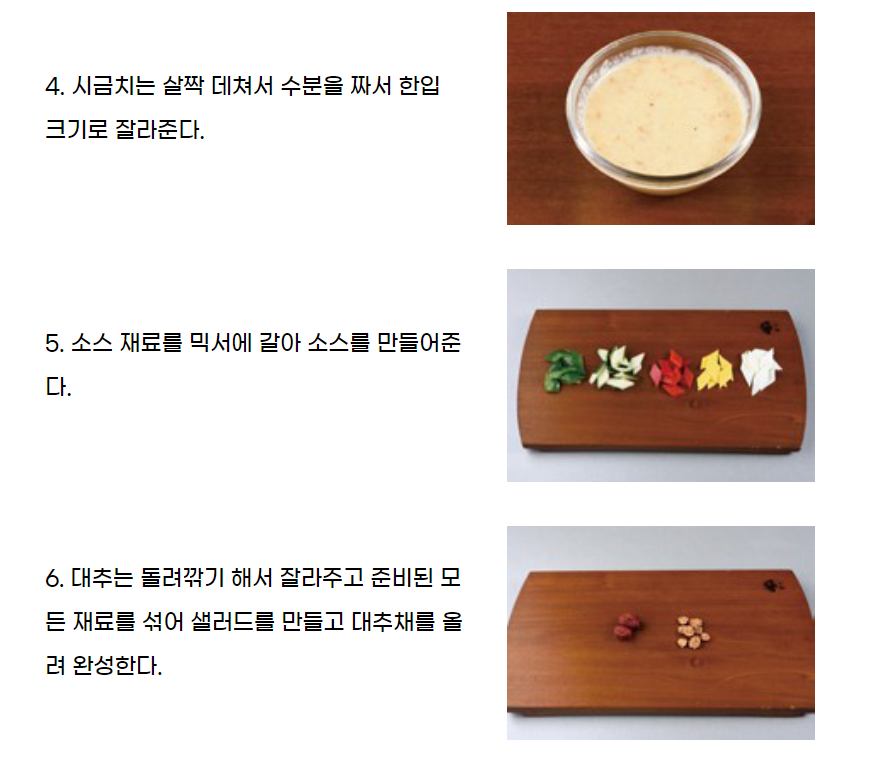 4. 시금치는 살짝 데쳐서 수분을 짜서 한입
크기로 잘라준다.
5. 소스 재료를 믹서에 갈아 소스를 만들어준
다.
6. 대추는 돌려깎기 해서 잘라주고 준비된 모
든 재료를 섞어 샐러드를 만들고 대추채를 올
려 완성한다.